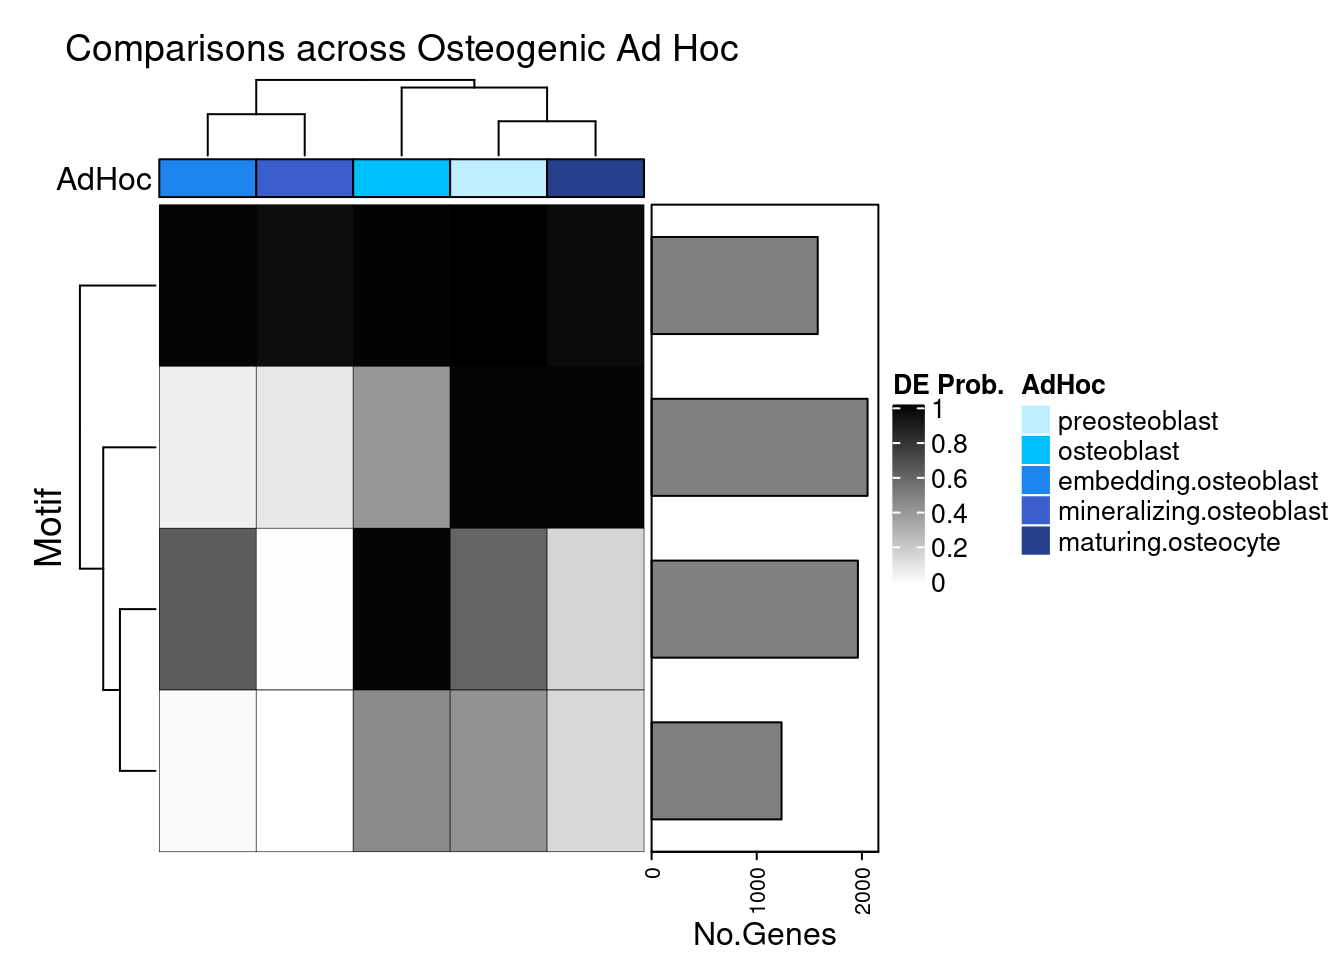 Comparisons across Osteogenic Ad Hoc
AdHoc
Motif
DE Prob.
1
0.8
0.6
0.4
0.2
0
AdHoc
preosteoblast
osteoblast
embedding.osteoblast
mineralizing.osteoblast
maturing.osteocyte
0
1000
2000
No.Genes